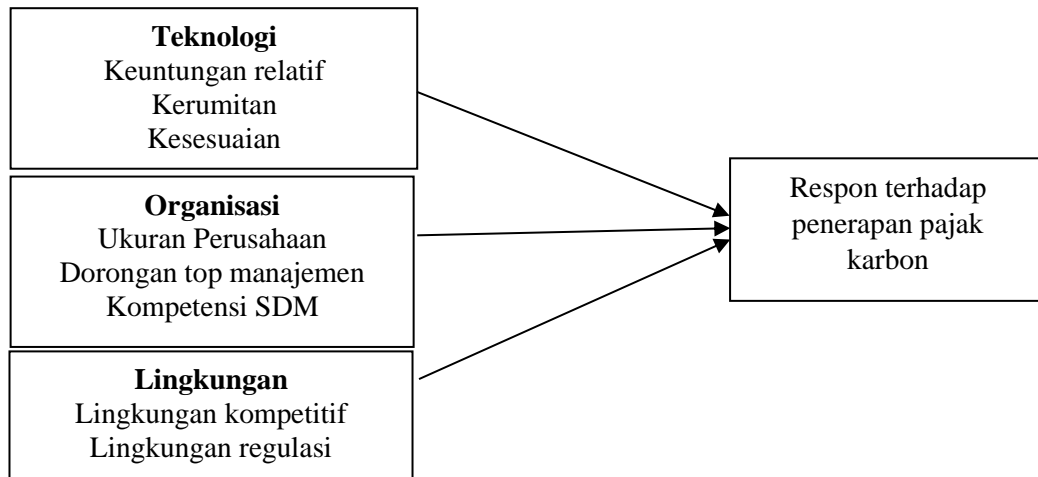 Teknologi
Keuntungan relatif
Kerumitan
Kesesuaian
Organisasi
Ukuran Perusahaan
Dorongan top manajemen
Kompetensi SDM
Lingkungan
Lingkungan kompetitif
Lingkungan regulasi
Respon terhadap
penerapan pajak
karbon